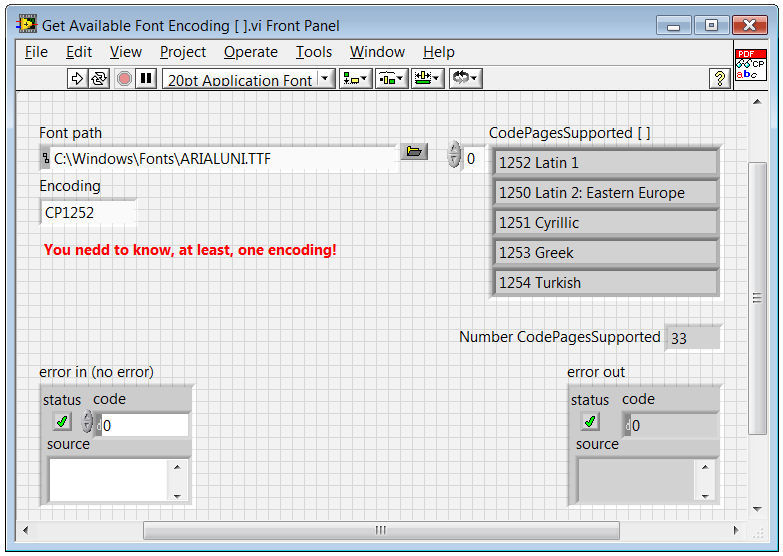 Get Available Font Encoding [ ].vi Front Panel
File Edit View Project Operate Tools Window Help
20pt Application Font
?
PDF
CP
abc
Font path
C:\Windows\Fonts\ARIALUNI.TTF
Encoding
CP1252
You nedd to know, at least, one encoding!
CodePagesSupported [ ]
0
1252 Latin 1
1250 Latin 2: Eastern Europe
1251 Cyrillic
1253 Greek
1254 Turkish
Number CodePagesSupported 33
error in (no error)
status code
d0
source
error out
status code
d0
source